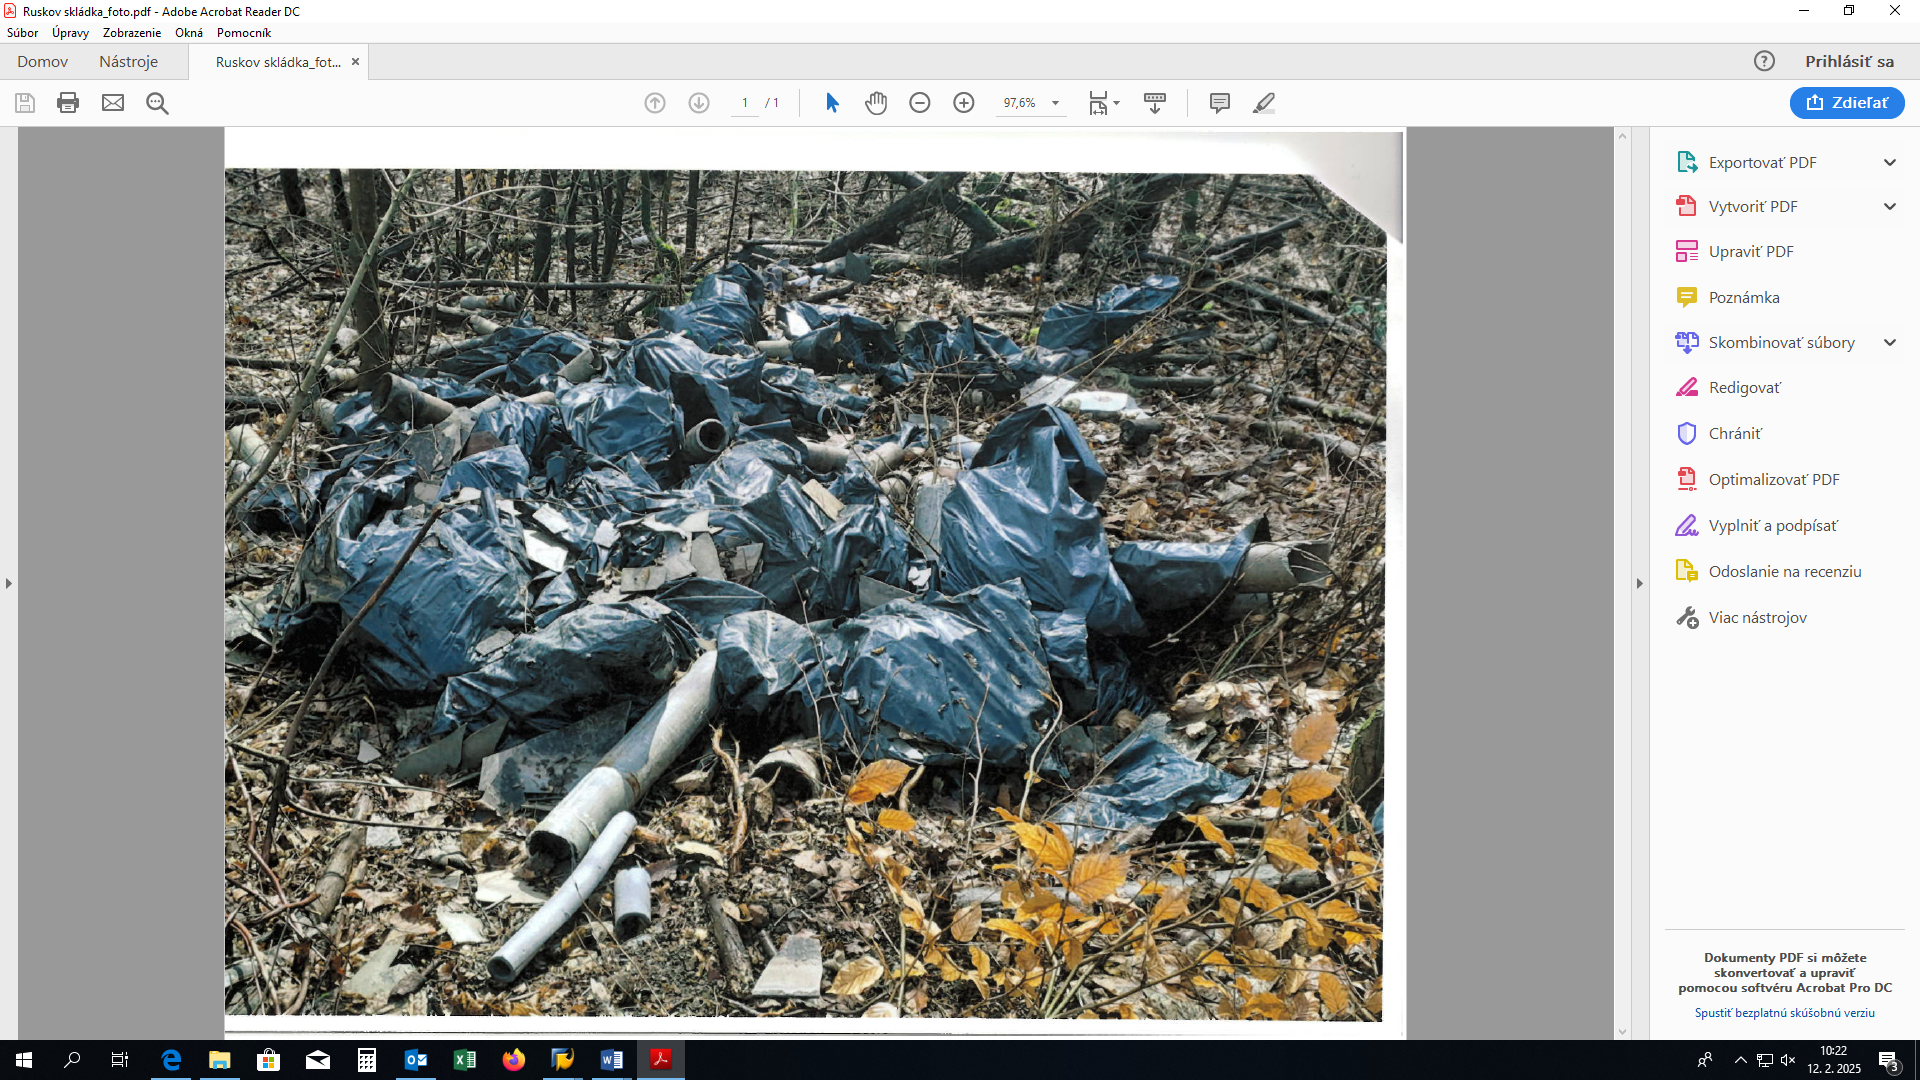 Ruskov skládka_foto.pdf - Adobe Acrobat Reader DC
Súbor Úpravy Zobrazenie Okná Pomocník
Domov Nástroje Ruskov skládka_fot... Prihlásiť sa
1 / 1 97,6% Zdieľať
Exportovať PDF
Vytvoriť PDF
Upraviť PDF
Poznámka
Skombinovať súbory
Redigovať
Chrániť
Optimalizovať PDF
Vyplniť a podpísať
Odoslanie na recenziu
Viac nástrojov
Dokumenty PDF si môžete
skonvertovať a upraviť
pomocou softvéru Acrobat Pro DC
Spustiť bezplatnú skúšobnú verziu
10:22
12. 2. 2025
3